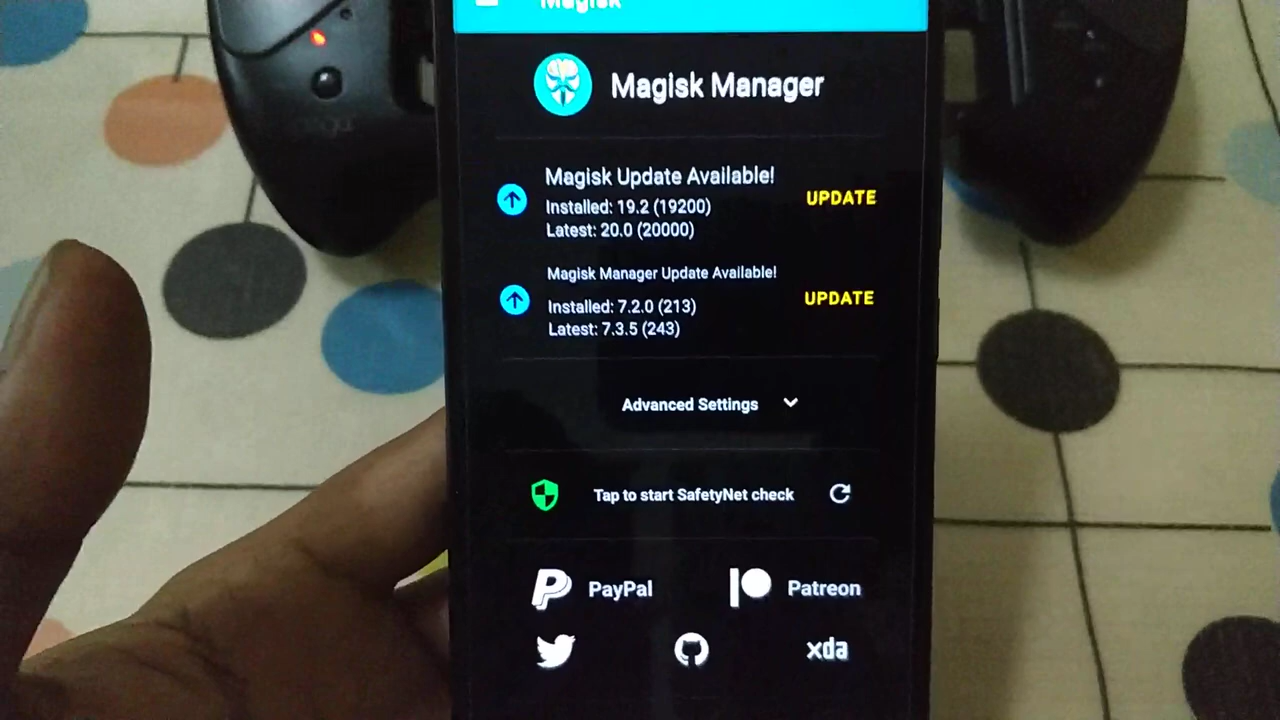 Magisk
Magisk Manager
Magisk Update Available!
Installed: 19.2 (19200)
Latest: 20.0 (20000)
UPDATE
Magisk Manager Update Available!
Installed: 7.2.0 (213)
Latest: 7.3.5 (243)
UPDATE
Advanced Settings
Tap to start SafetyNet check
PayPal
Patreon
xda